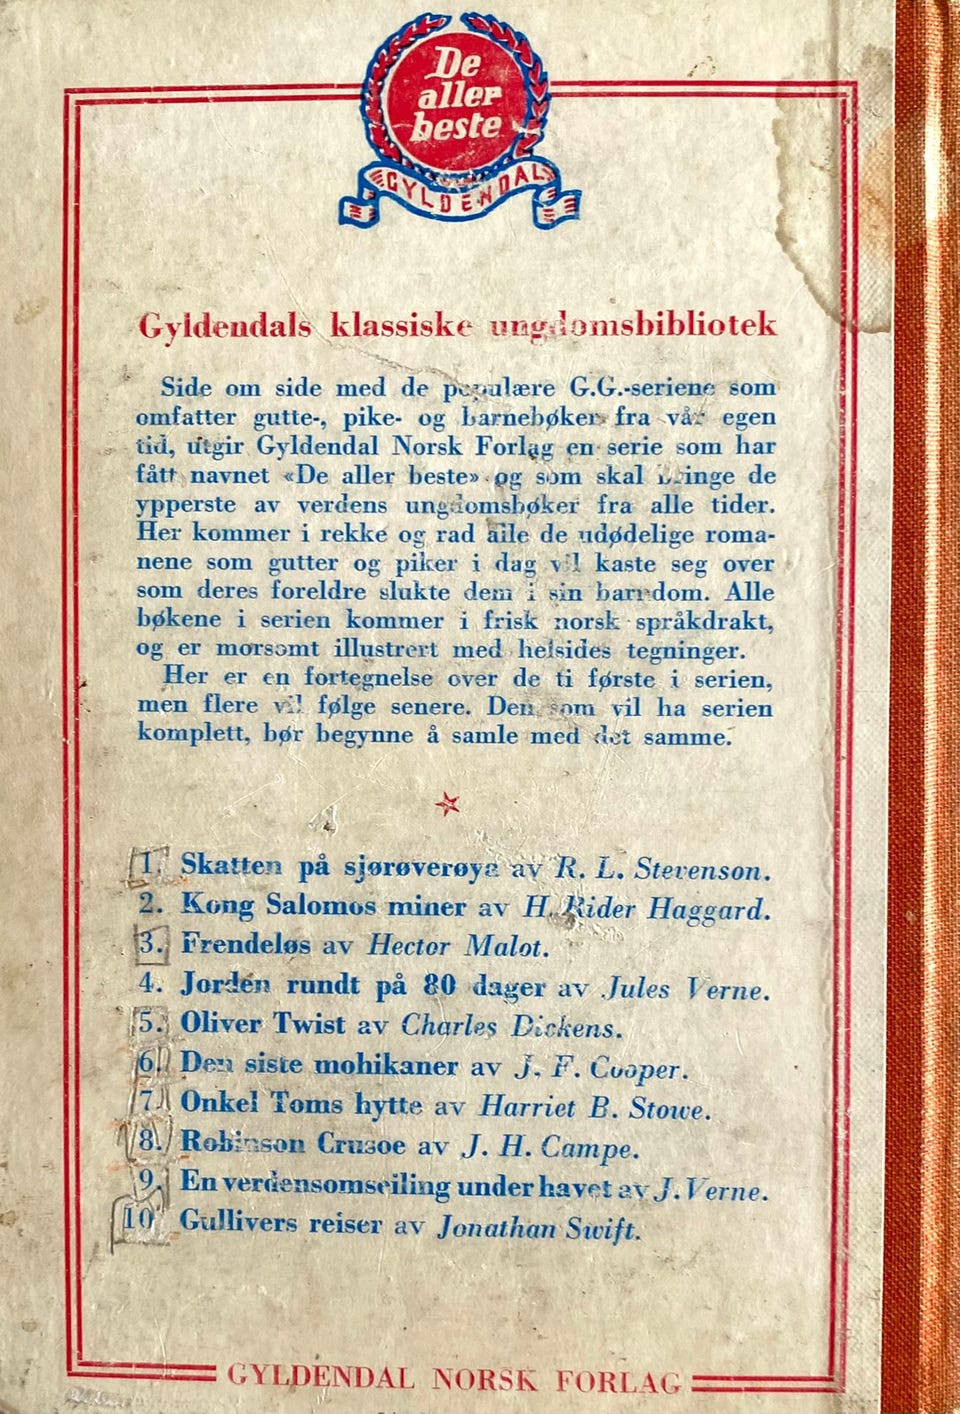 De
aller
beste
GYLDENDAL
Gyldendals klassiske ungdomsbibliotek
Side om side med de populære G.G.-seriene som
omfatter gutte-, pike- og barnebøker fra vår egen
tid, utgir Gyldendal Norsk Forlag en serie som har
fått navnet «De aller beste» og som skal bringe de
ypperste av verdens ungdomsbøker fra alle tider.
Her kommer i rekke og rad alle de udødelige roma-
nene som gutter og piker i dag vil kaste seg over
som deres foreldre slukte dem i sin barndom. Alle
bøkene i serien kommer i frisk norsk språkdrakt,
og er morsomt illustrert med helsides tegninger.
Her er en fortegnelse over de ti første i serien,
men flere vil følge senere. Den som vil ha serien
komplett, bør begynne å samle med det samme.
1. Skatten på sjørøverøya av R. L. Stevenson.
2. Kong Salomos miner av H. Rider Haggard.
3. Frendeløs av Hector Malot.
4. Jorden rundt på 80 dager av Jules Verne.
5. Oliver Twist av Charles Dickens.
6. Den siste mohikaner av J. F. Cooper.
7. Onkel Toms hytte av Harriet B. Stowe.
8. Robinson Crusoe av J. H. Campe.
9. En verdensomseiling under havet av J. Verne.
10. Gullivers reiser av Jonathan Swift.
GYLDENDAL NORSK FORLAG